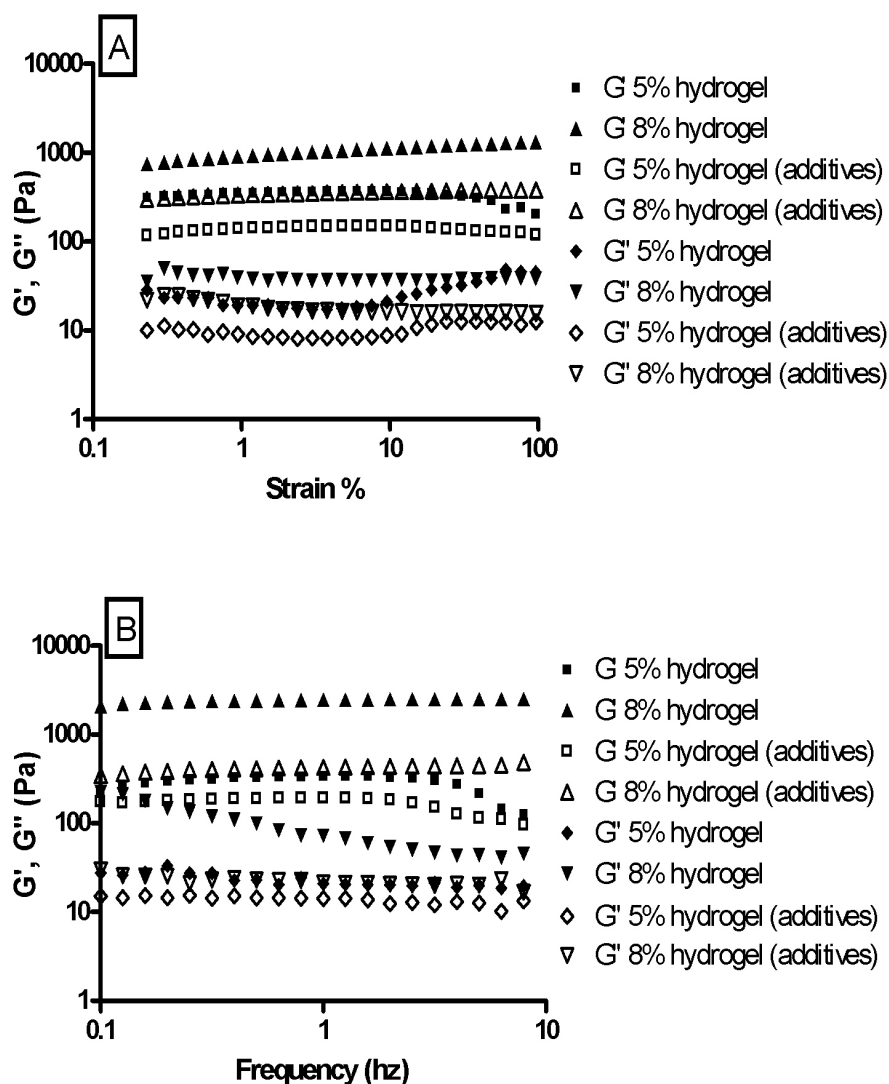 A
10000
1000
100
10
1
G', G'' (Pa)
0.1 1 10 100
Strain %
G' 5% hydrogel
G' 8% hydrogel
G' 5% hydrogel (additives)
G' 8% hydrogel (additives)
G'' 5% hydrogel
G'' 8% hydrogel
G'' 5% hydrogel (additives)
G'' 8% hydrogel (additives)
B
10000
1000
100
10
1
G', G'' (Pa)
0.1 1 10
Frequency (hz)
G' 5% hydrogel
G' 8% hydrogel
G' 5% hydrogel (additives)
G' 8% hydrogel (additives)
G'' 5% hydrogel
G'' 8% hydrogel
G'' 5% hydrogel (additives)
G'' 8% hydrogel (additives)